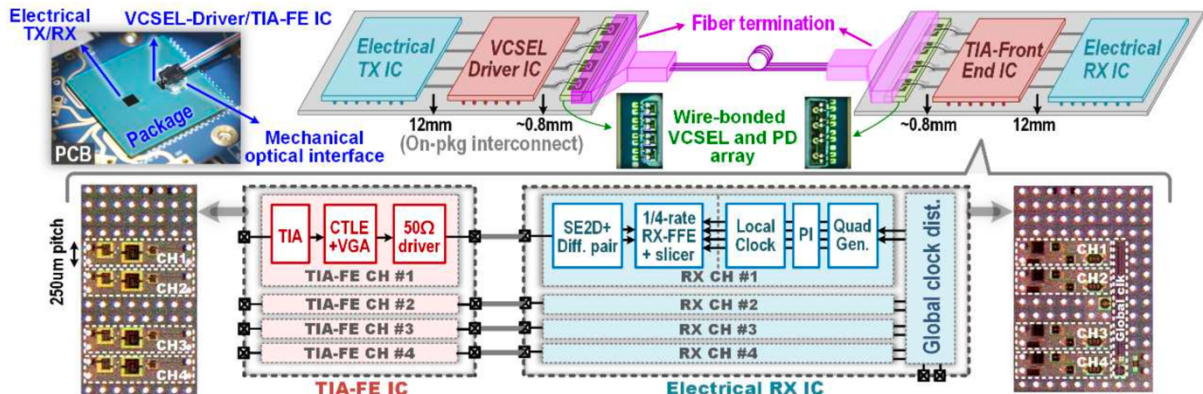 Electrical
TX/RX
VCSEL-Driver/TIA-FE IC
Package
PCB
Mechanical
optical interface
Electrical
TX IC
VCSEL
Driver IC
Fiber termination
TIA-Front
End IC
Electrical
RX IC
12mm
~0.8mm
(On-pkg interconnect)
Wire-bonded
VCSEL and PD
array
~0.8mm
12mm
250um pitch
CH1
CH2
CH3
CH4
TIA
CTLE
+VGA
50Ω
driver
TIA-FE CH #1
TIA-FE CH #2
TIA-FE CH #3
TIA-FE CH #4
TIA-FE IC
SE2D+
Diff. pair
1/4-rate
RX-FFE
+ slicer
Local
Clock
PI
Quad
Gen.
RX CH #1
RX CH #2
RX CH #3
RX CH #4
Global clock dist.
Electrical RX IC
CH1
CH2
CH3
CH4
Global clk